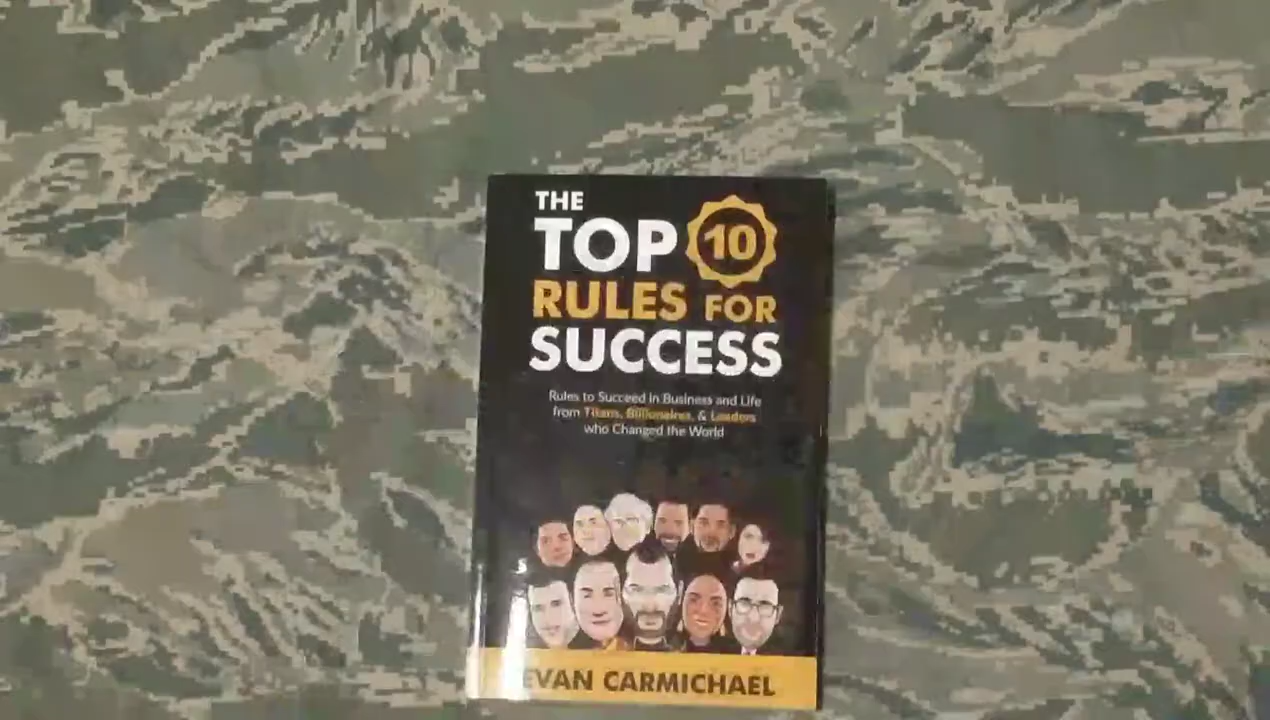 THE
TOP 10
RULES FOR
SUCCESS
Rules to Succeed in Business and Life
from Titans, Billionaires, & Leaders
who Changed the World
EVAN CARMICHAEL